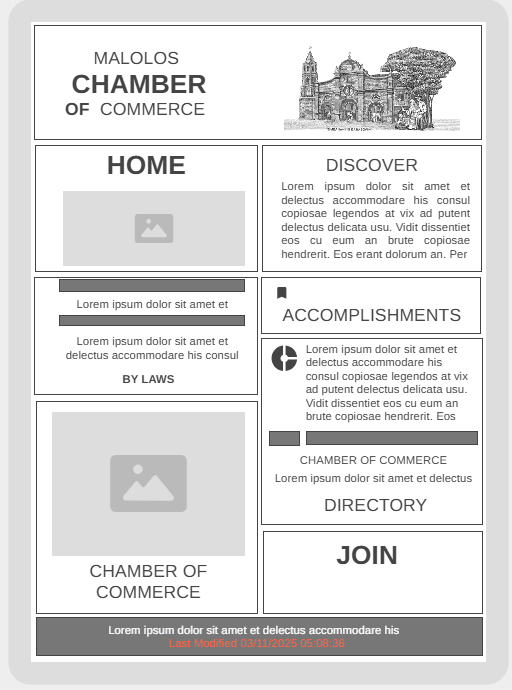 MALOLOS
CHAMBER
OF COMMERCE
HOME
DISCOVER
Lorem ipsum dolor sit amet et
delectus accommodare his consul
copiosae legendos at vix ad putent
delectus delicata usu. Vidit dissentiet
eos cu eum an brute copiosae
hendrerit. Eos erant dolorum an. Per
Lorem ipsum dolor sit amet et
Lorem ipsum dolor sit amet et
delectus accommodare his consul
BY LAWS
ACCOMPLISHMENTS
Lorem ipsum dolor sit amet et
delectus accommodare his
consul copiosae legendos at vix
ad putent delectus delicata usu.
Vidit dissentiet eos cu eum an
brute copiosae hendrerit. Eos
CHAMBER OF COMMERCE
Lorem ipsum dolor sit amet et delectus
DIRECTORY
CHAMBER OF
COMMERCE
JOIN
Lorem ipsum dolor sit amet et delectus accommodare his
Last Modified 03/11/2025 05:08:38